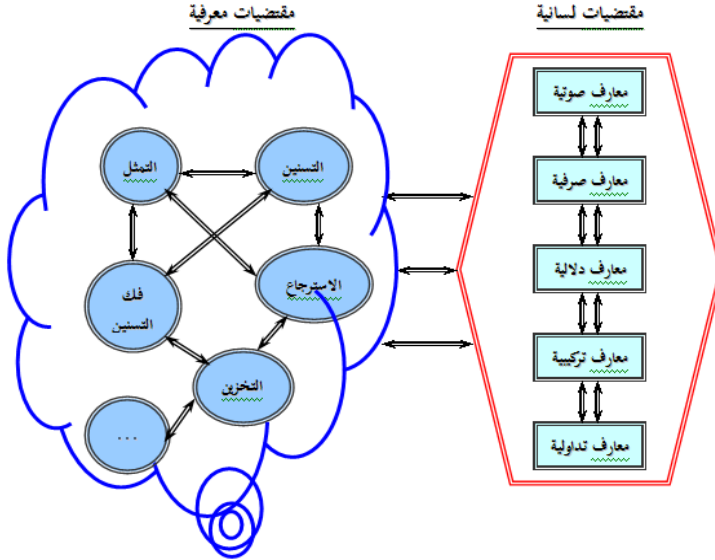 مقتضيات لسانية
مقتضيات معرفية
معارف صوتية
معارف صرفية
معارف دلالية
معارف تركيبية
معارف تداولية
التسنين
التمثل
الاسترجاع
فك
التسنين
التخزين
...